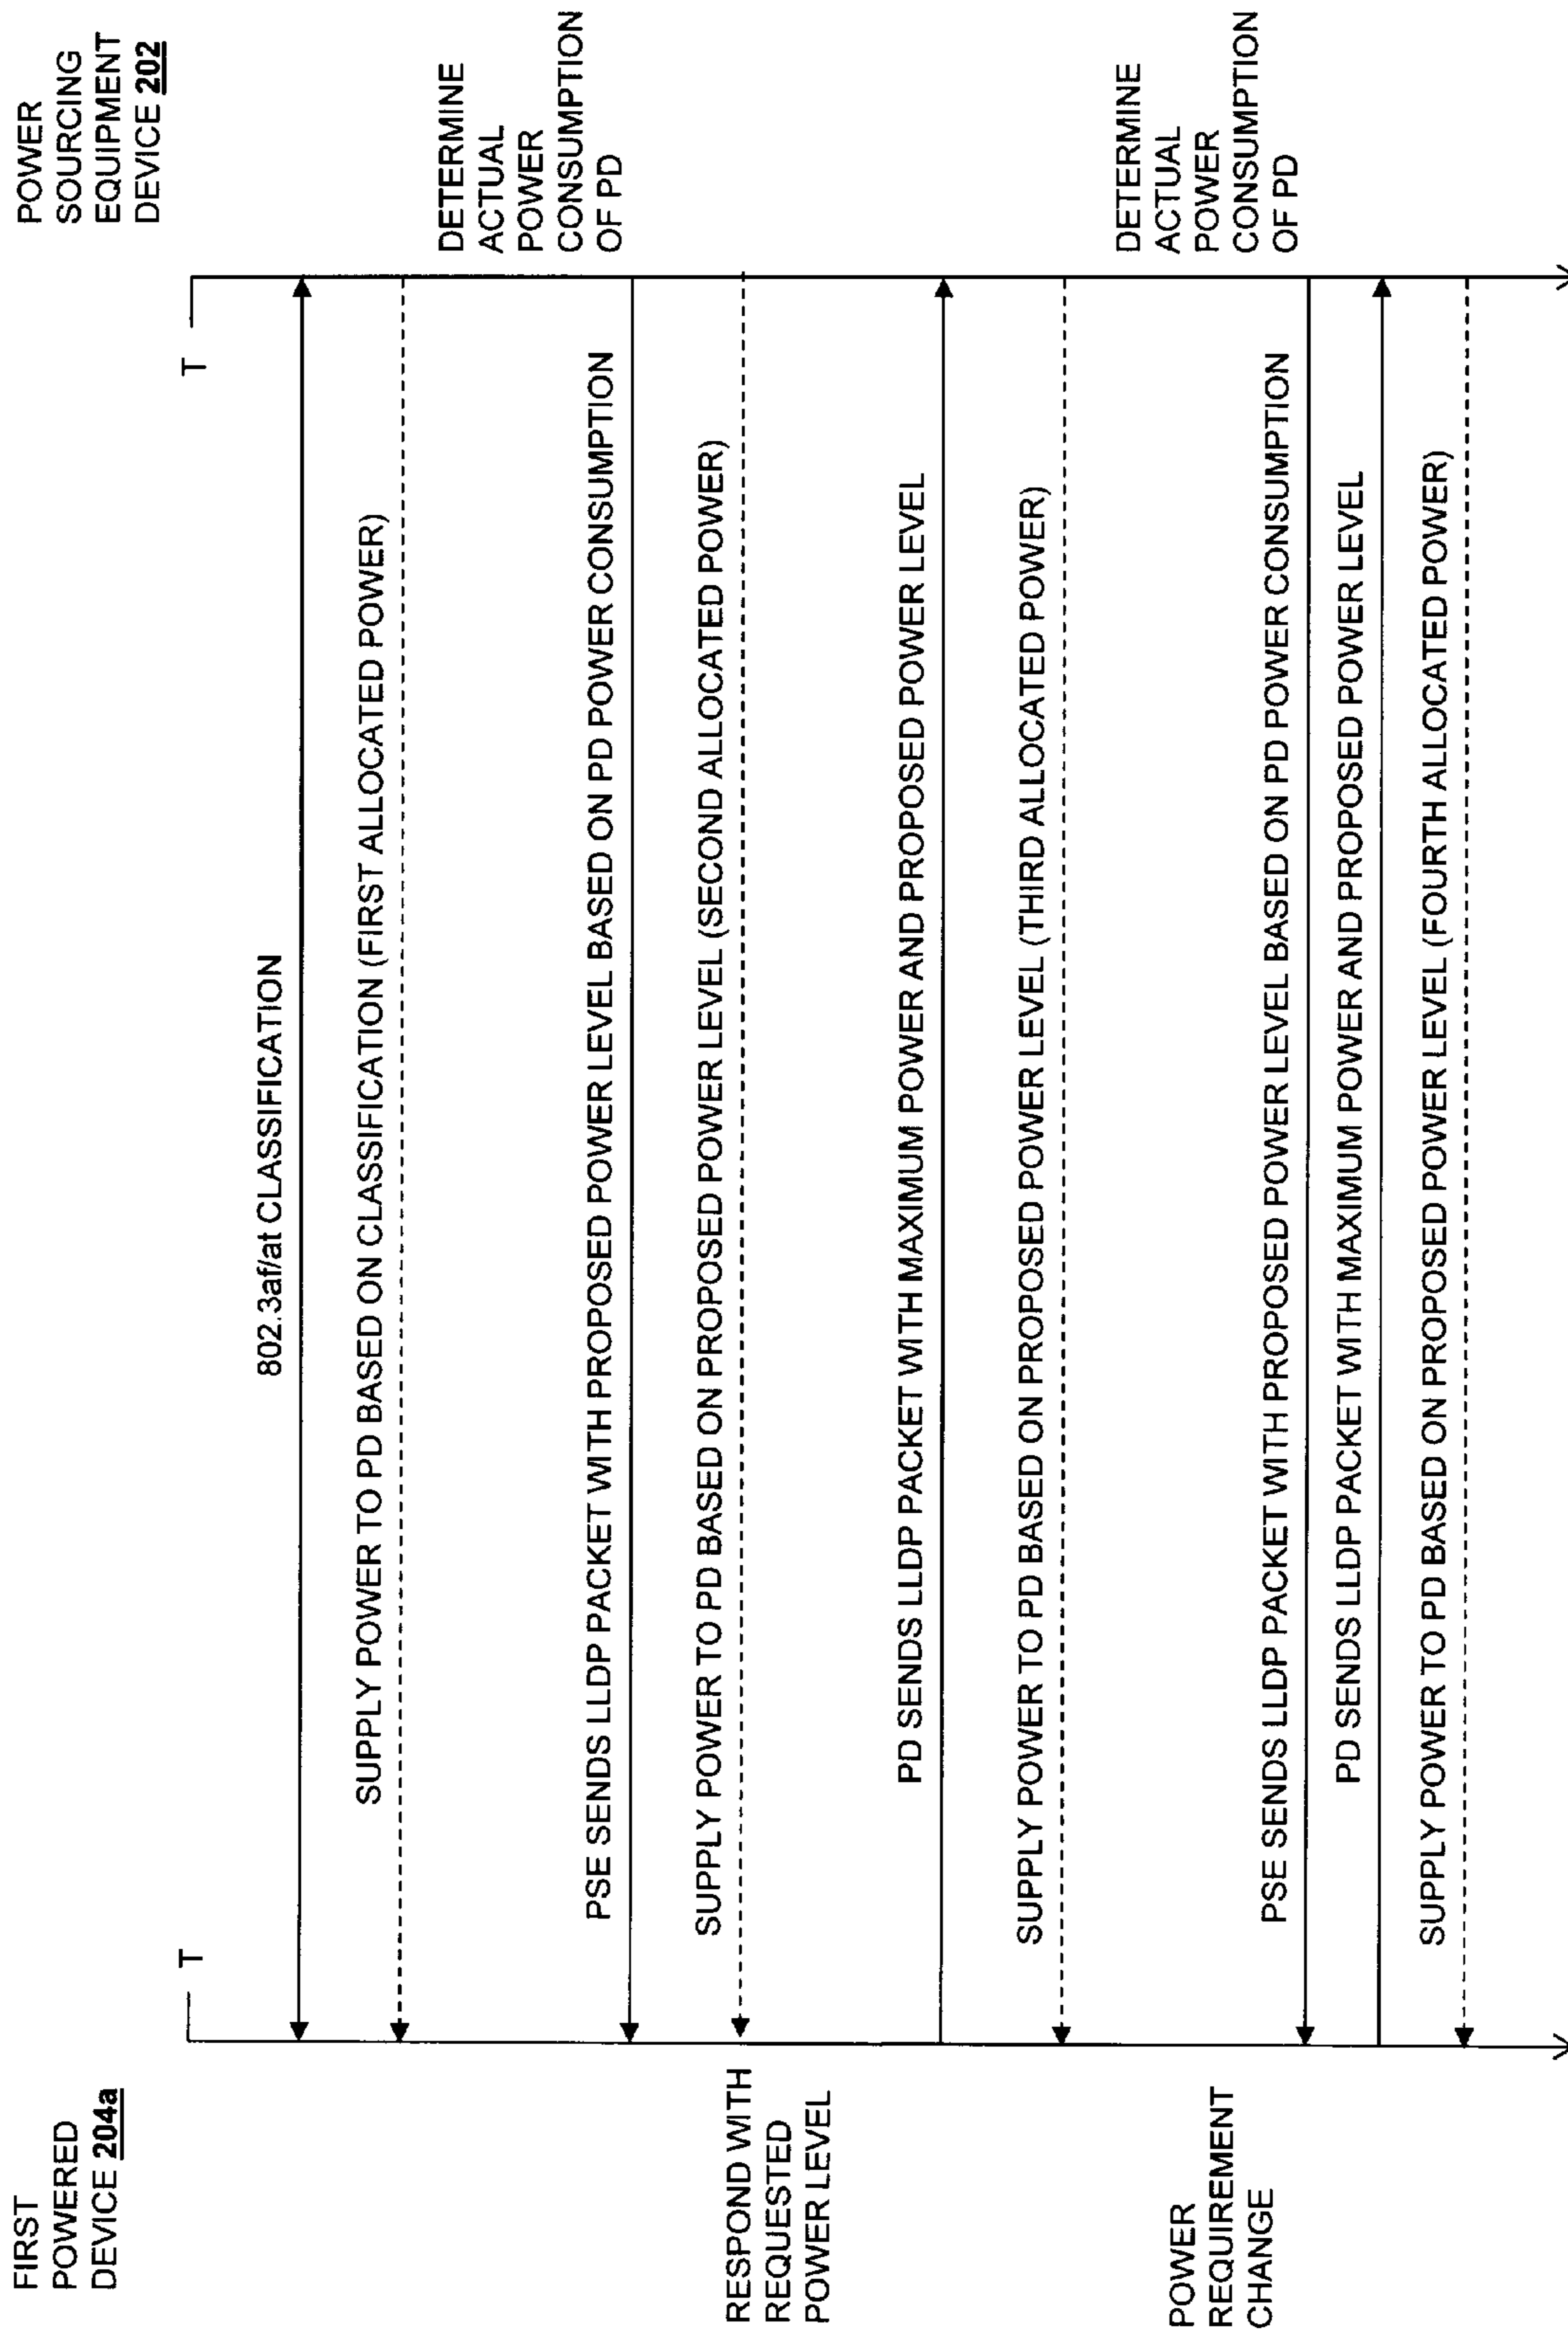 FIRST
POWERED
DEVICE 204a
POWER
SOURCING
EQUIPMENT
DEVICE 202
T
T
802.3af/at CLASSIFICATION
SUPPLY POWER TO PD BASED ON CLASSIFICATION (FIRST ALLOCATED POWER)
DETERMINE
ACTUAL
POWER
CONSUMPTION
OF PD
PSE SENDS LLDP PACKET WITH PROPOSED POWER LEVEL BASED ON PD POWER CONSUMPTION
SUPPLY POWER TO PD BASED ON PROPOSED POWER LEVEL (SECOND ALLOCATED POWER)
RESPOND WITH
REQUESTED
POWER LEVEL
PD SENDS LLDP PACKET WITH MAXIMUM POWER AND PROPOSED POWER LEVEL
SUPPLY POWER TO PD BASED ON PROPOSED POWER LEVEL (THIRD ALLOCATED POWER)
DETERMINE
ACTUAL
POWER
CONSUMPTION
OF PD
POWER
REQUIREMENT
CHANGE
PSE SENDS LLDP PACKET WITH PROPOSED POWER LEVEL BASED ON PD POWER CONSUMPTION
PD SENDS LLDP PACKET WITH MAXIMUM POWER AND PROPOSED POWER LEVEL
SUPPLY POWER TO PD BASED ON PROPOSED POWER LEVEL (FOURTH ALLOCATED POWER)